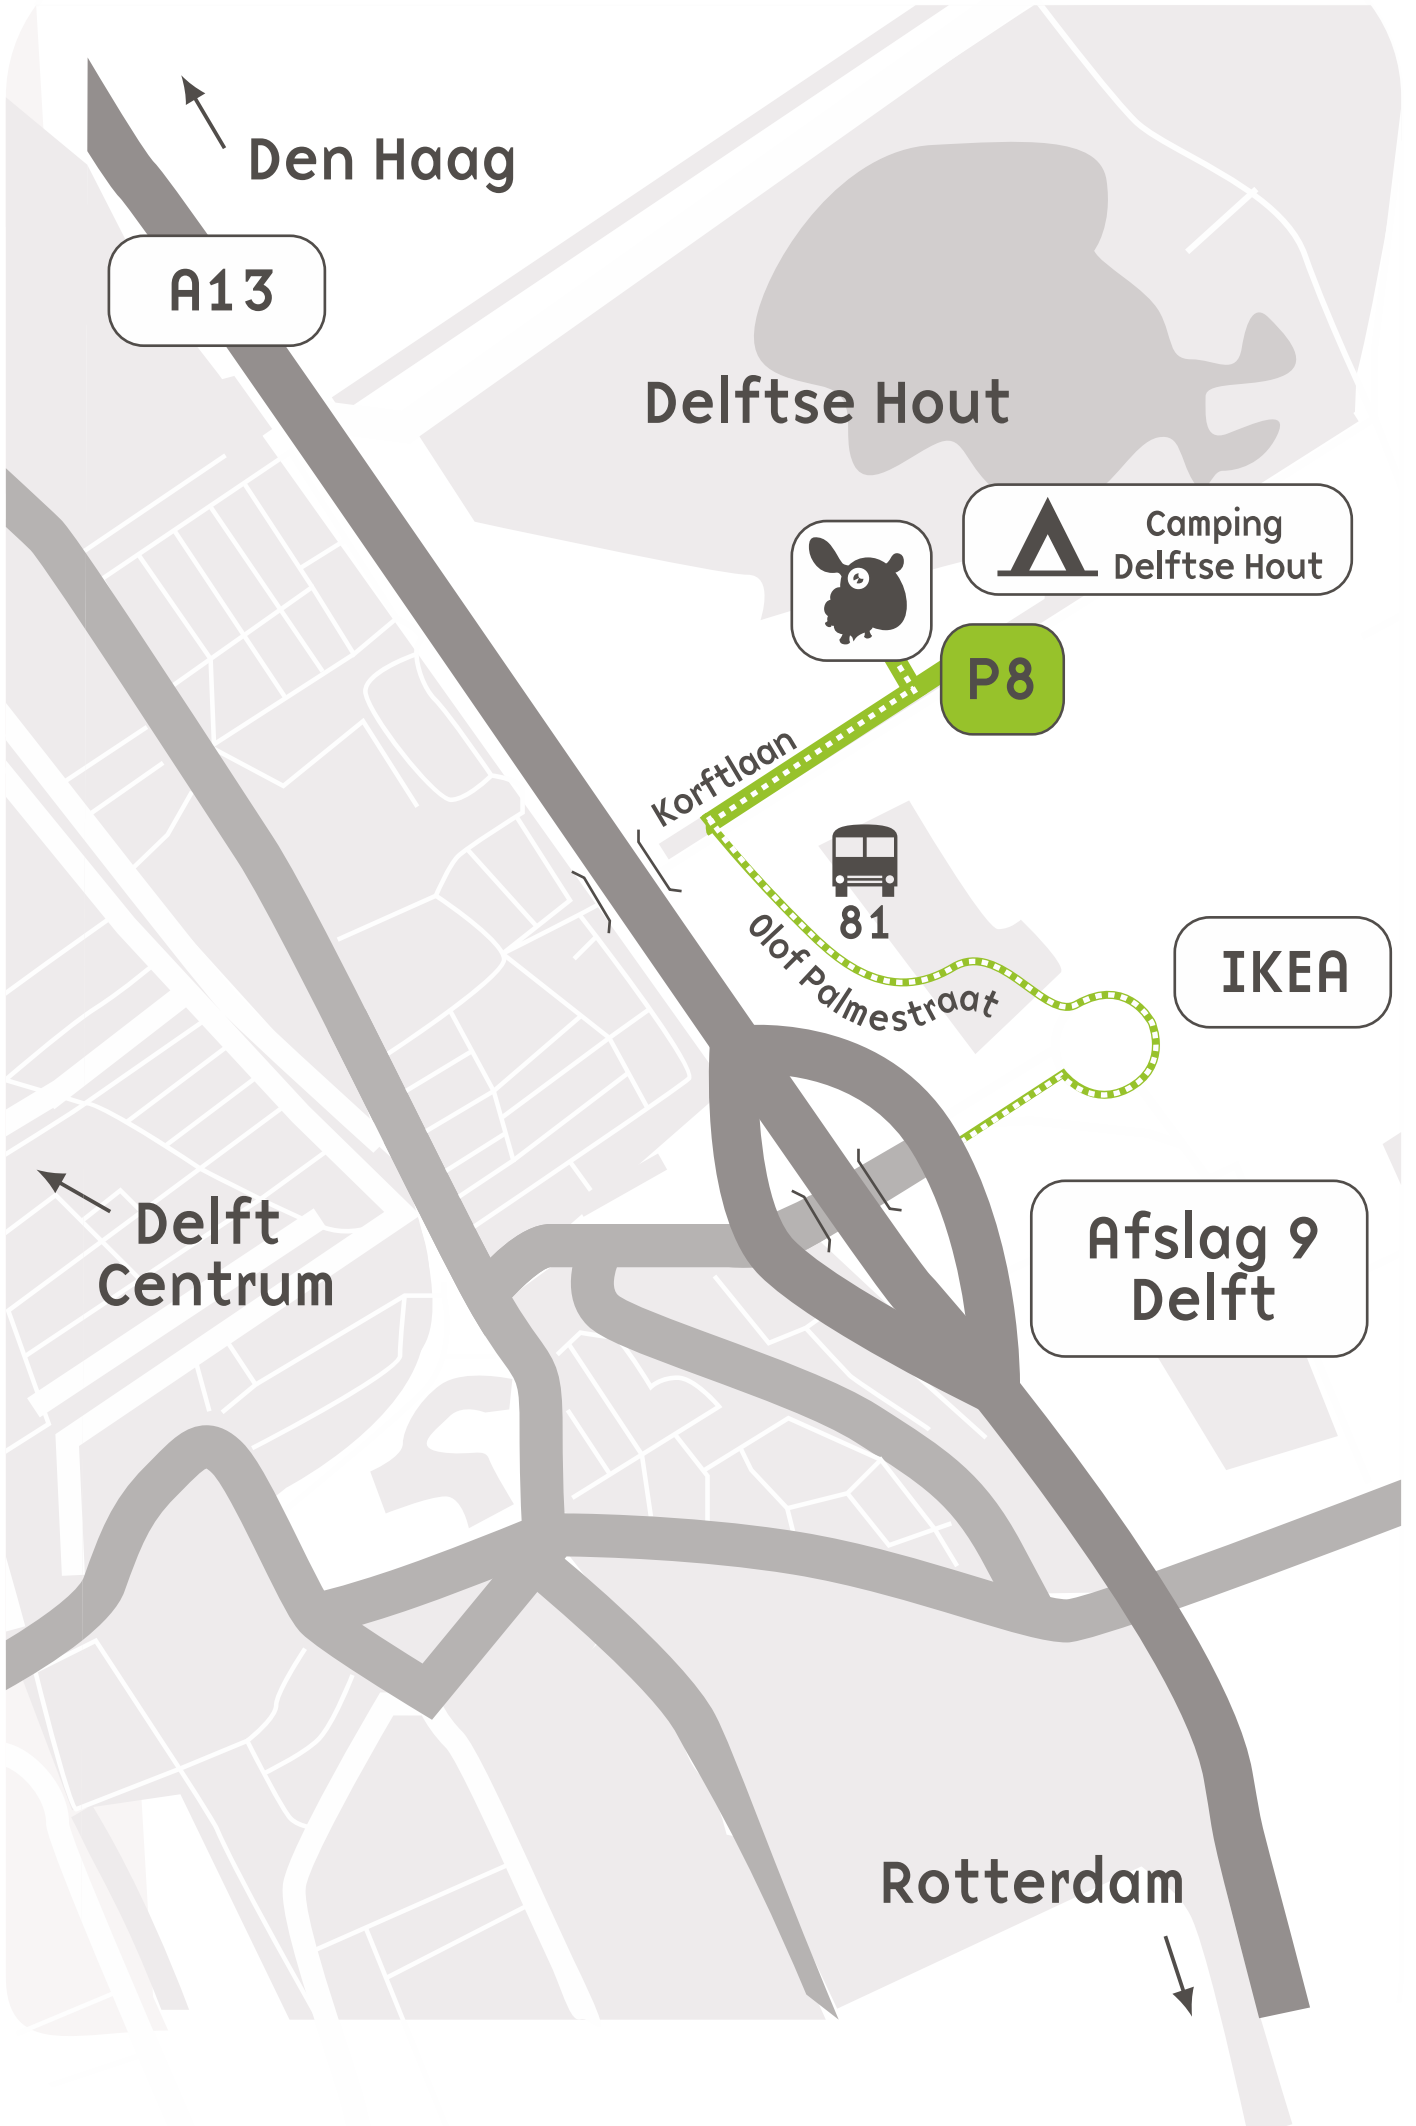 Den Haag
A13
Delftse Hout
Camping
Delftse Hout
P8
Korftlaan
81
Olof Palmestraat
IKEA
Delft
Centrum
Afslag 9
Delft
Rotterdam